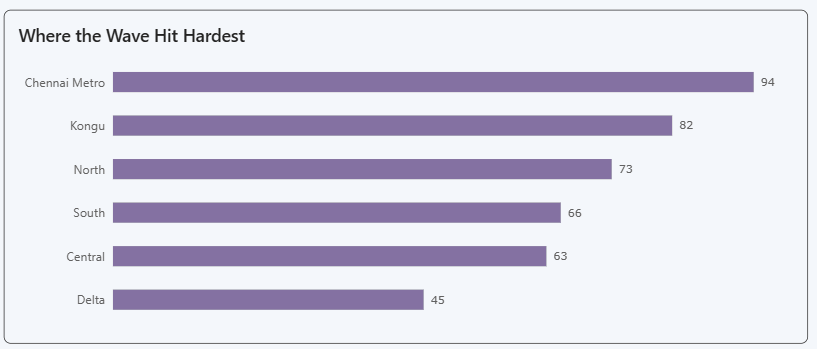 Where the Wave Hit Hardest
Chennai Metro 94
Kongu 82
North 73
South 66
Central 63
Delta 45